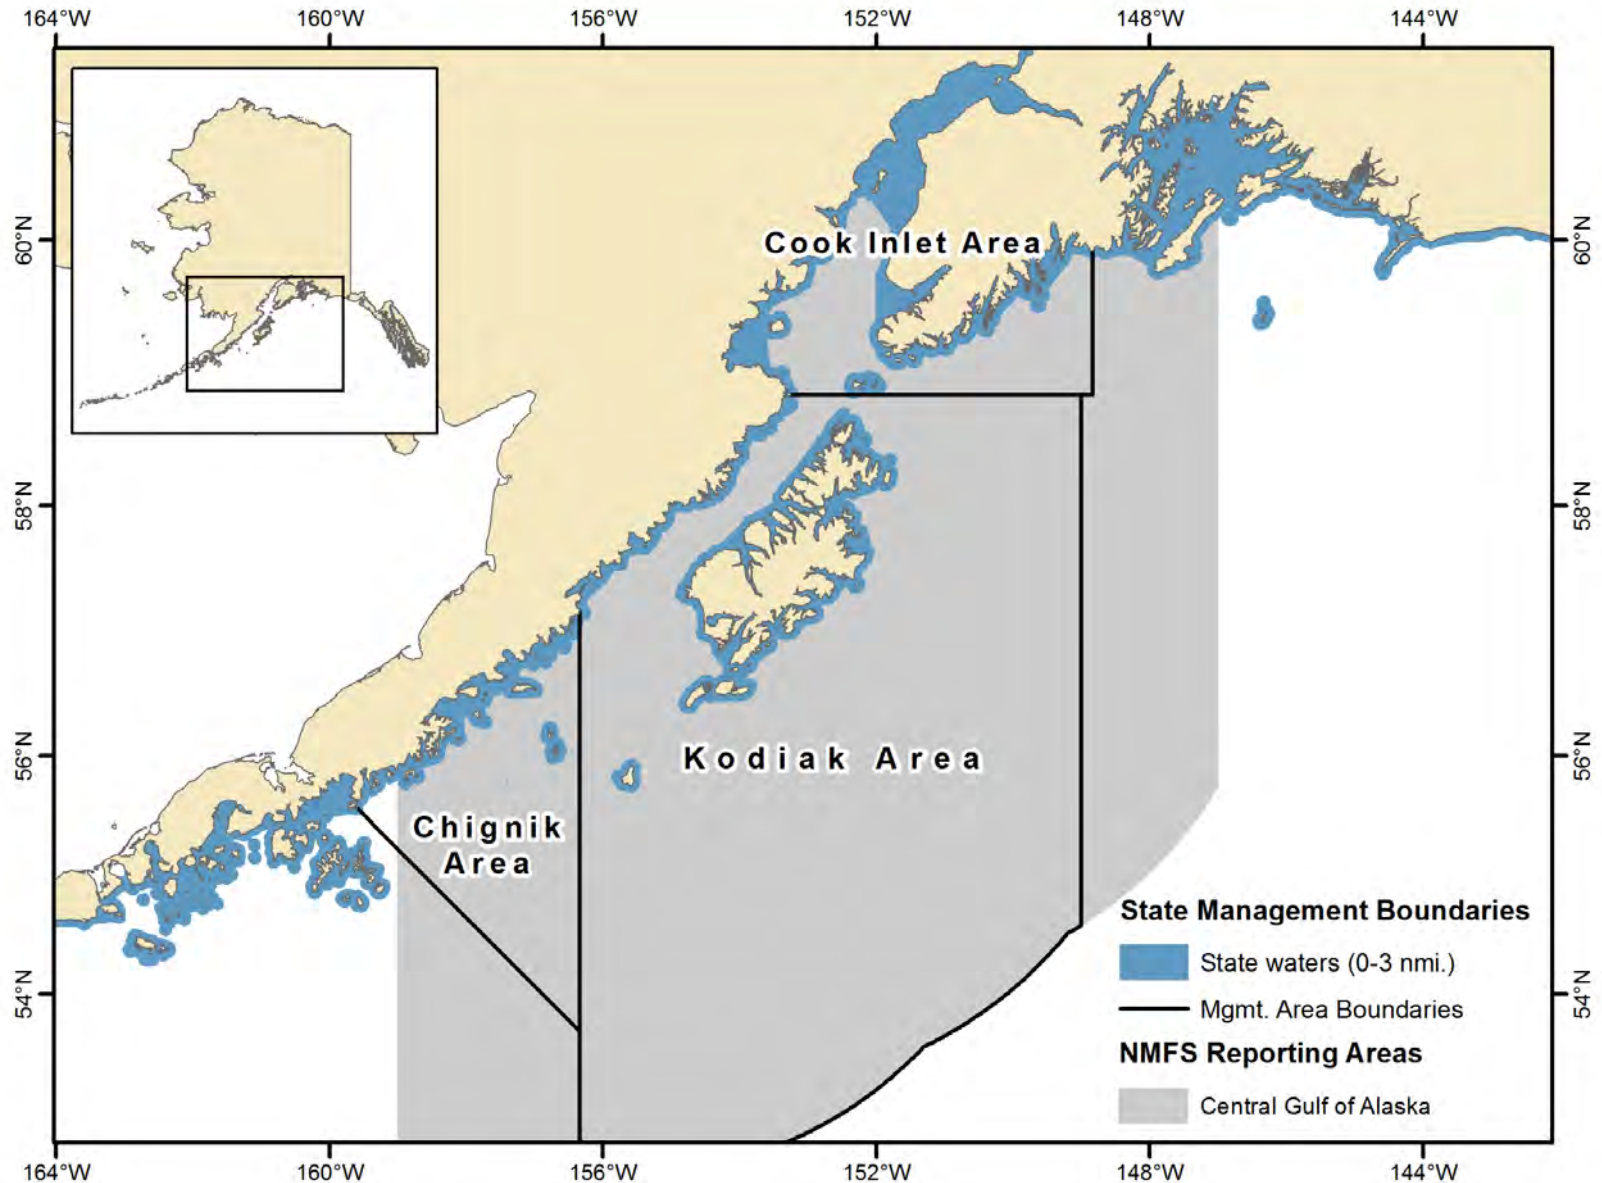 164°W 160°W 156°W 152°W 148°W 144°W
60°N 60°N
Cook Inlet Area
58°N 58°N
56°N 56°N
Kodiak Area
Chignik
Area
State Management Boundaries
State waters (0-3 nmi.)
54°N 54°N
Mgmt. Area Boundaries
NMFS Reporting Areas
Central Gulf of Alaska
164°W 160°W 156°W 152°W 148°W 144°W